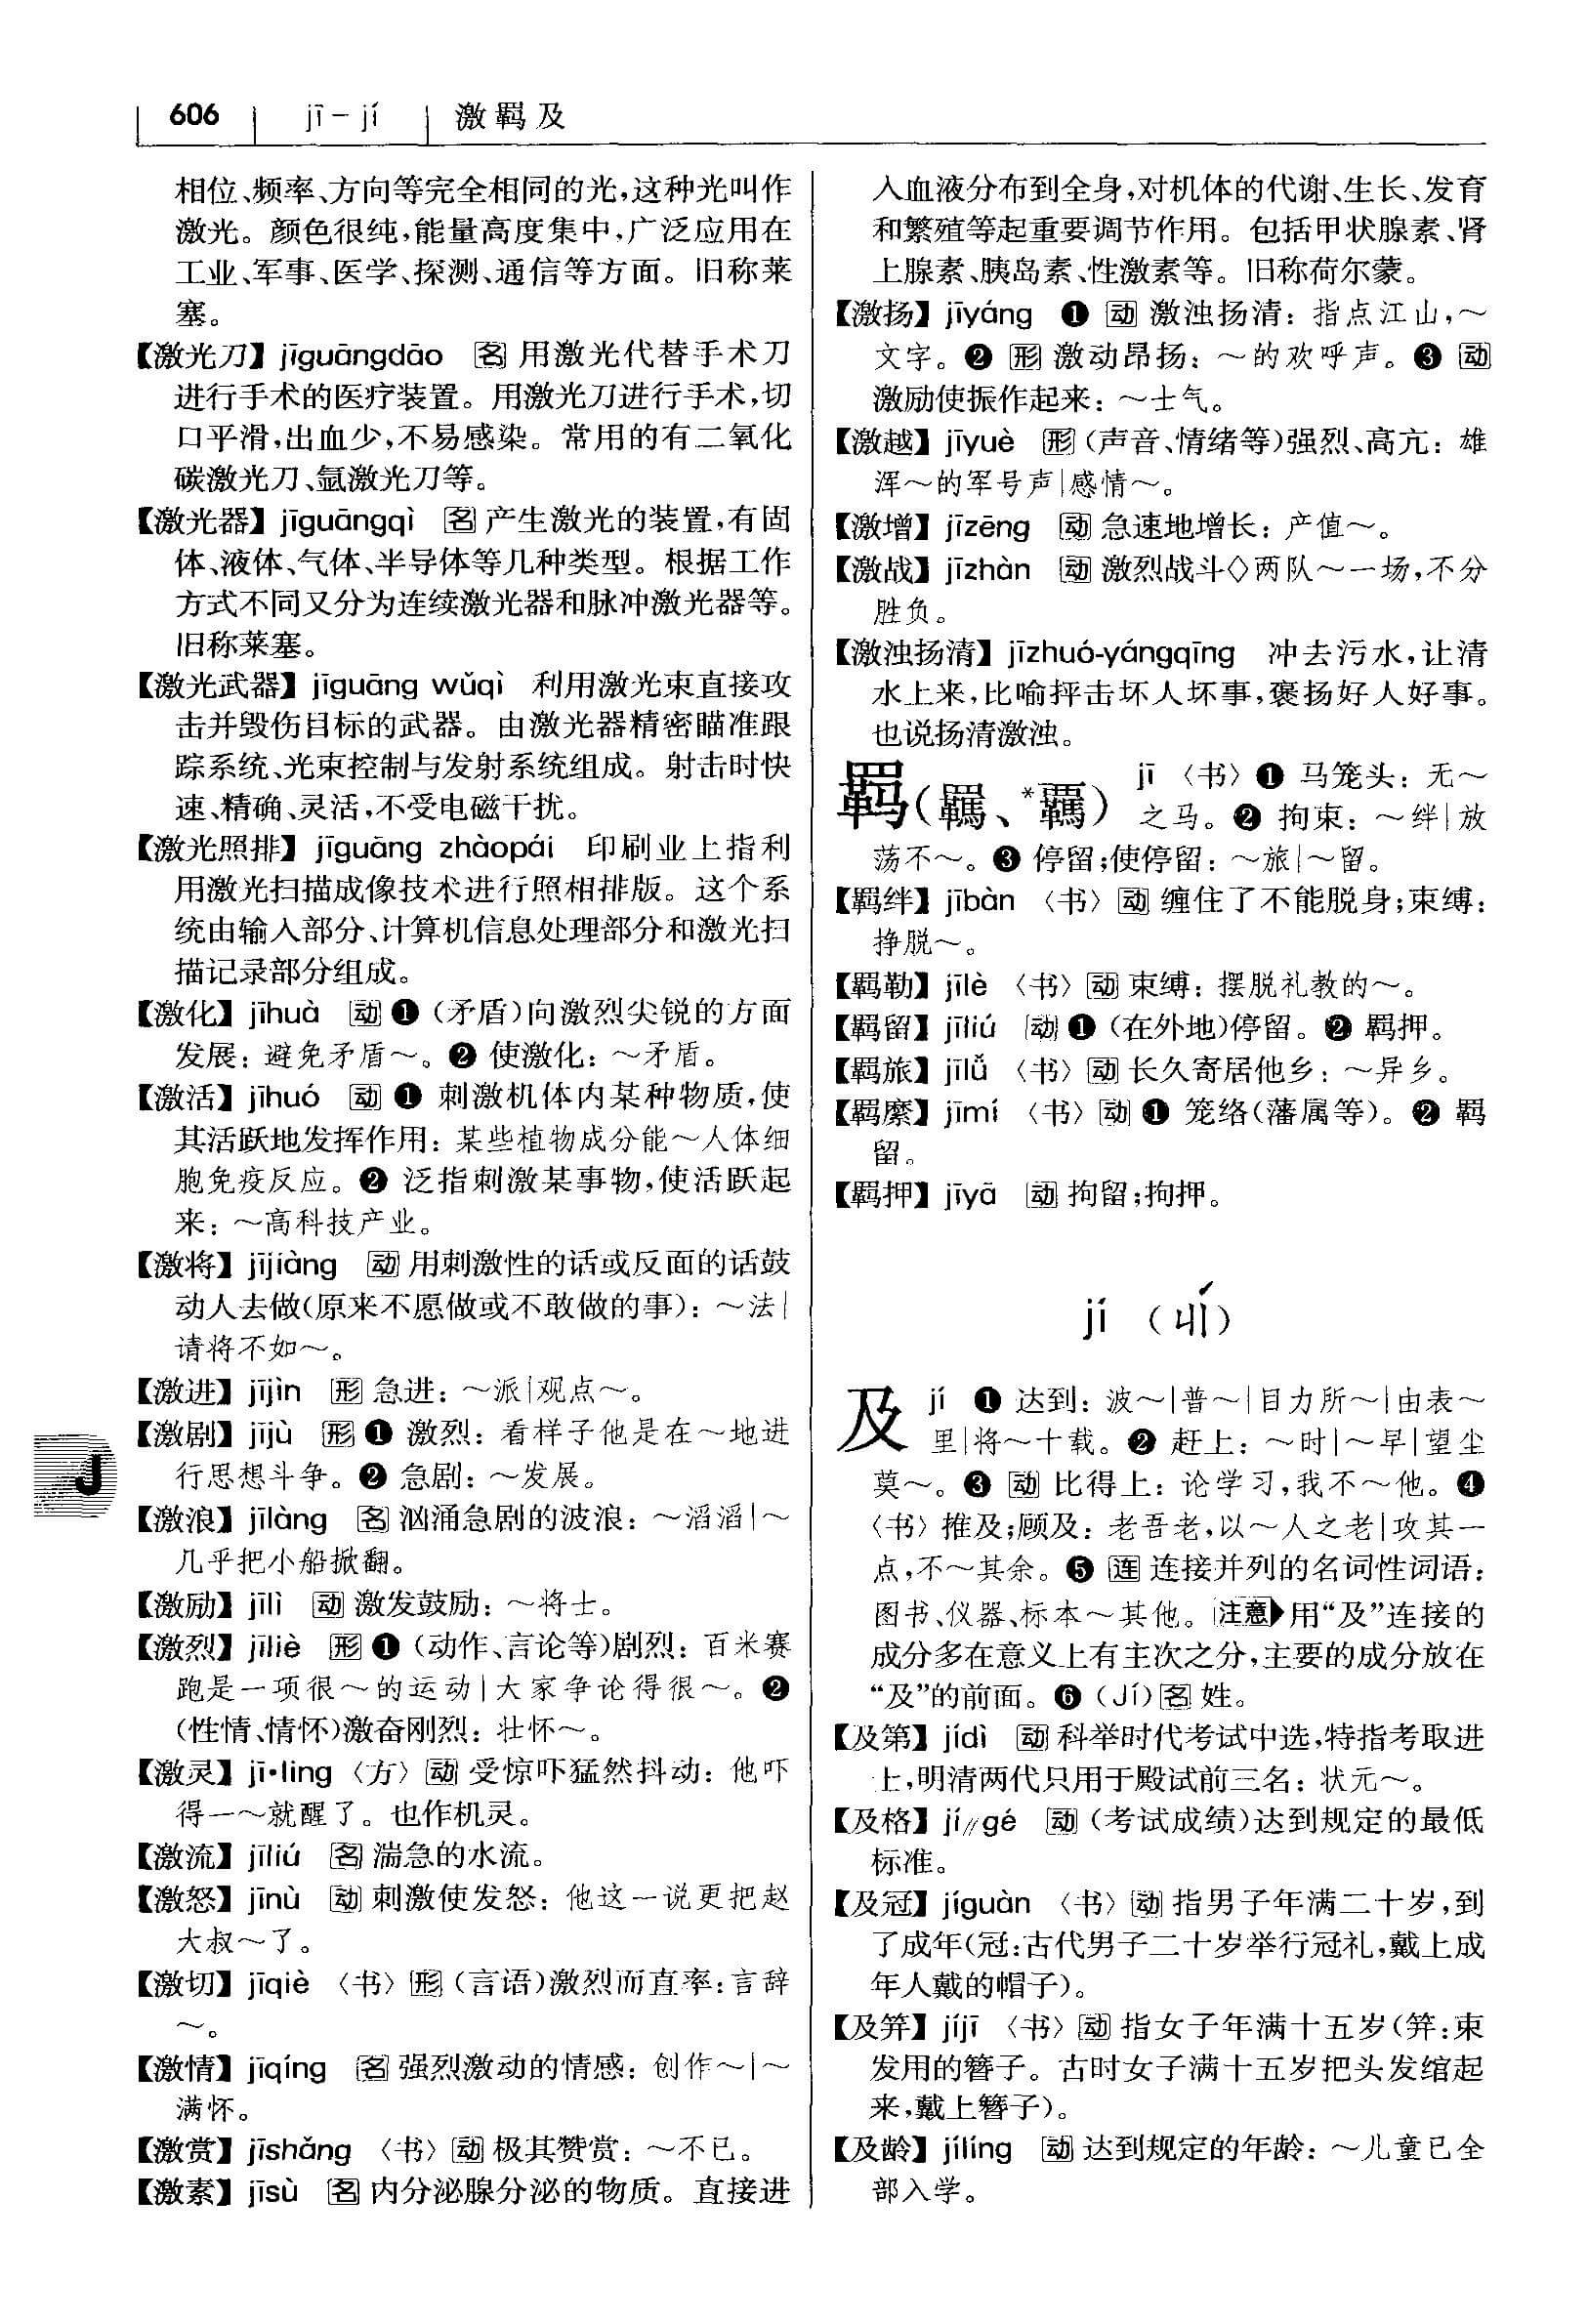 606 jī－jí 激羁及
相位、频率、方向等完全相同的光，这种光叫作
激光。颜色很纯，能量高度集中，广泛应用在
工业、军事、医学、探测、通信等方面。旧称莱
塞。
【激光刀】jīguāngdāo 名 用激光代替手术刀
进行手术的医疗装置。用激光刀进行手术，切
口平滑，出血少，不易感染。常用的有二氧化
碳激光刀、氩激光刀等。
【激光器】jīguāngqì 名 产生激光的装置，有固
体、液体、气体、半导体等几种类型。根据工作
方式不同又分为连续激光器和脉冲激光器等。
旧称莱塞。
【激光武器】jīguāng wǔqì 利用激光束直接攻
击并毁伤目标的武器。由激光器精密瞄准跟
踪系统、光束控制与发射系统组成。射击时快
速、精确、灵活，不受电磁干扰。
【激光照排】jīguāng zhàopái 印刷业上指利
用激光扫描成像技术进行照相排版。这个系
统由输入部分、计算机信息处理部分和激光扫
描记录部分组成。
【激化】jīhuà 动 ❶（矛盾）向激烈尖锐的方面
发展：避免矛盾～。❷ 使激化：～矛盾。
【激活】jīhuó 动 ❶ 刺激机体内某种物质，使
其活跃地发挥作用：某些植物成分能～人体细
胞免疫反应。❷ 泛指刺激某事物，使活跃起
来：～高科技产业。
【激将】jījiàng 动 用刺激性的话或反面的话鼓
动人去做（原来不愿做或不敢做的事）：～法|
请将不如～。
【激进】jījìn 形 急进：～派|观点～。
【激剧】jījù 形 ❶ 激烈：看样子他是在～地进
行思想斗争。❷ 急剧：～发展。
J
【激浪】jīlàng 名 汹涌急剧的波浪：～滔滔|～
几乎把小船掀翻。
【激励】jīlì 动 激发鼓励：～将士。
【激烈】jīliè 形 ❶（动作、言论等）剧烈：百米赛
跑是一项很～的运动|大家争论得很～。❷
（性情、情怀）激奋刚烈：壮怀～。
【激灵】jī•ling〈方〉动 受惊吓猛然抖动：他吓
得一～就醒了。也作机灵。
【激流】jīliú 名 湍急的水流。
【激怒】jīnù 动 刺激使发怒：他这一说更把赵
大叔～了。
【激切】jīqiè〈书〉形（言语）激烈而直率：言辞
～。
【激情】jīqíng 名 强烈激动的情感：创作～|～
满怀。
【激赏】jīshǎng〈书〉动 极其赞赏：～不已。
【激素】jīsù 名 内分泌腺分泌的物质。直接进
入血液分布到全身，对机体的代谢、生长、发育
和繁殖等起重要调节作用。包括甲状腺素、肾
上腺素、胰岛素、性激素等。旧称荷尔蒙。
【激扬】jīyáng ❶ 动 激浊扬清：指点江山，～
文字。❷ 形 激动昂扬：～的欢呼声。❸ 动
激励使振作起来：～士气。
【激越】jīyuè 形（声音、情绪等）强烈、高亢：雄
浑～的军号声|感情～。
【激增】jīzēng 动 急速地增长：产值～。
【激战】jīzhàn 动 激烈战斗◇两队～一场，不分
胜负。
【激浊扬清】jīzhuó-yángqīng 冲去污水，让清
水上来，比喻抨击坏人坏事，褒扬好人好事。
也说扬清激浊。
羁（羈、*覊） jī〈书〉❶ 马笼头：无～
之马。❷ 拘束：～绊|放
荡不～。❸ 停留；使停留：～旅|～留。
【羁绊】jībàn〈书〉动 缠住了不能脱身；束缚：
挣脱～。
【羁勒】jīlè〈书〉动 束缚：摆脱礼教的～。
【羁留】jīliú 动 ❶（在外地）停留。❷ 羁押。
【羁旅】jīlǚ〈书〉动 长久寄居他乡：～异乡。
【羁縻】jīmí〈书〉动 ❶ 笼络（藩属等）。❷ 羁
留。
【羁押】jīyā 动 拘留；拘押。
jí（ㄐㄧˊ）
及 jí ❶ 达到：波～|普～|目力所～|由表～
里|将～十载。❷ 赶上：～时|～早|望尘
莫～。❸ 动 比得上：论学习，我不～他。❹
〈书〉推及；顾及：老吾老，以～人之老|攻其一
点，不～其余。❺ 连 连接并列的名词性词语：
图书、仪器、标本～其他。注意▶用“及”连接的
成分多在意义上有主次之分，主要的成分放在
“及”的前面。❻（Jí）名 姓。
【及第】jídì 动 科举时代考试中选，特指考取进
士，明清两代只用于殿试前三名：状元～。
【及格】jí∥gé 动（考试成绩）达到规定的最低
标准。
【及冠】jíguàn〈书〉动 指男子年满二十岁，到
了成年（冠：古代男子二十岁举行冠礼，戴上成
年人戴的帽子）。
【及笄】jíjī〈书〉动 指女子年满十五岁（笄：束
发用的簪子。古时女子满十五岁把头发绾起
来，戴上簪子）。
【及龄】jílíng 动 达到规定的年龄：～儿童已全
部入学。